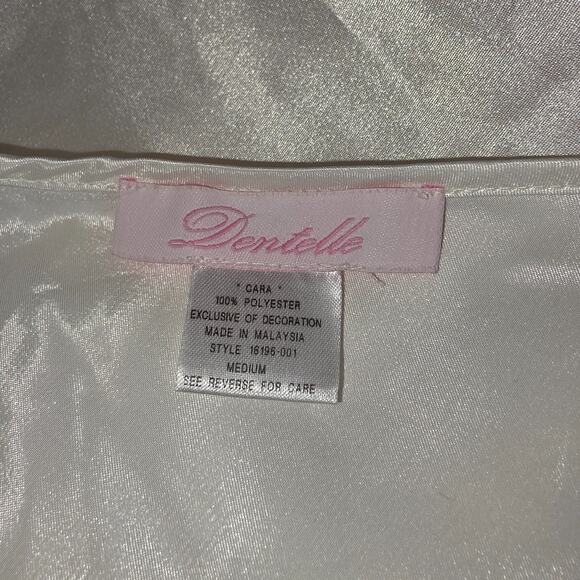 Dentelle
" CARA "
100% POLYESTER
EXCLUSIVE OF DECORATION
MADE IN MALAYSIA
STYLE 16196-001
MEDIUM
SEE REVERSE FOR CARE